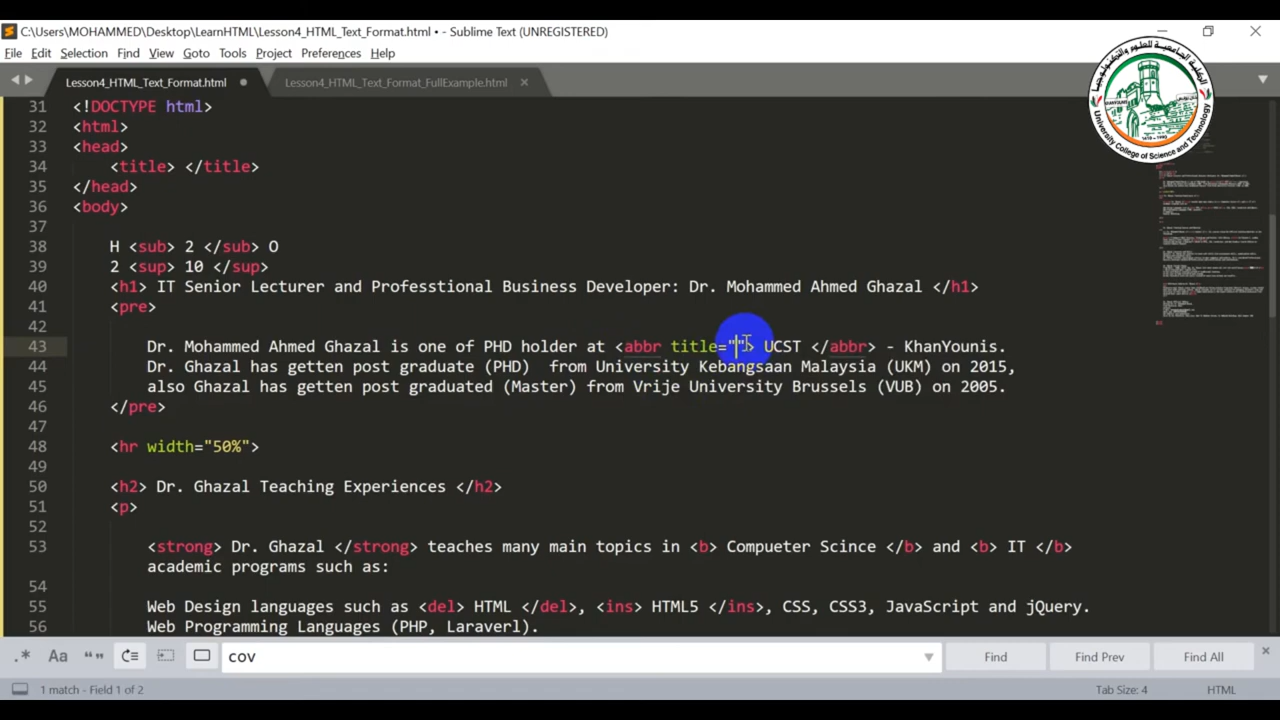 C:\Users\MOHAMMED\Desktop\LearnHTML\Lesson4_HTML_Text_Format.html • - Sublime Text (UNREGISTERED)
File Edit Selection Find View Goto Tools Project Preferences Help
Lesson4_HTML_Text_Format.html Lesson4_HTML_Text_Format_FullExample.html
University College of Science and Technology
31 <!DOCTYPE html>
32 <html>
33 <head>
34 <title> </title>
35 </head>
36 <body>
37
38 H <sub> 2 </sub> O
39 2 <sup> 10 </sup>
40 <h1> IT Senior Lecturer and Professtional Business Developer: Dr. Mohammed Ahmed Ghazal </h1>
41 <pre>
42
43 Dr. Mohammed Ahmed Ghazal is one of PHD holder at <abbr title=""> UCST </abbr> - KhanYounis.
44 Dr. Ghazal has getten post graduate (PHD)  from University Kebangsaan Malaysia (UKM) on 2015,
45 also Ghazal has getten post graduated (Master) from Vrije University Brussels (VUB) on 2005.
46 </pre>
47
48 <hr width="50%">
49
50 <h2> Dr. Ghazal Teaching Experiences </h2>
51 <p>
52
53 <strong> Dr. Ghazal </strong> teaches many main topics in <b> Compueter Scince </b> and <b> IT </b>
academic programs such as:
54
55 Web Design languages such as <del> HTML </del>, <ins> HTML5 </ins>, CSS, CSS3, JavaScript and jQuery.
56 Web Programming Languages (PHP, Laraverl).
.* Aa “” cov Find Find Prev Find All
1 match - Field 1 of 2 Tab Size: 4 HTML